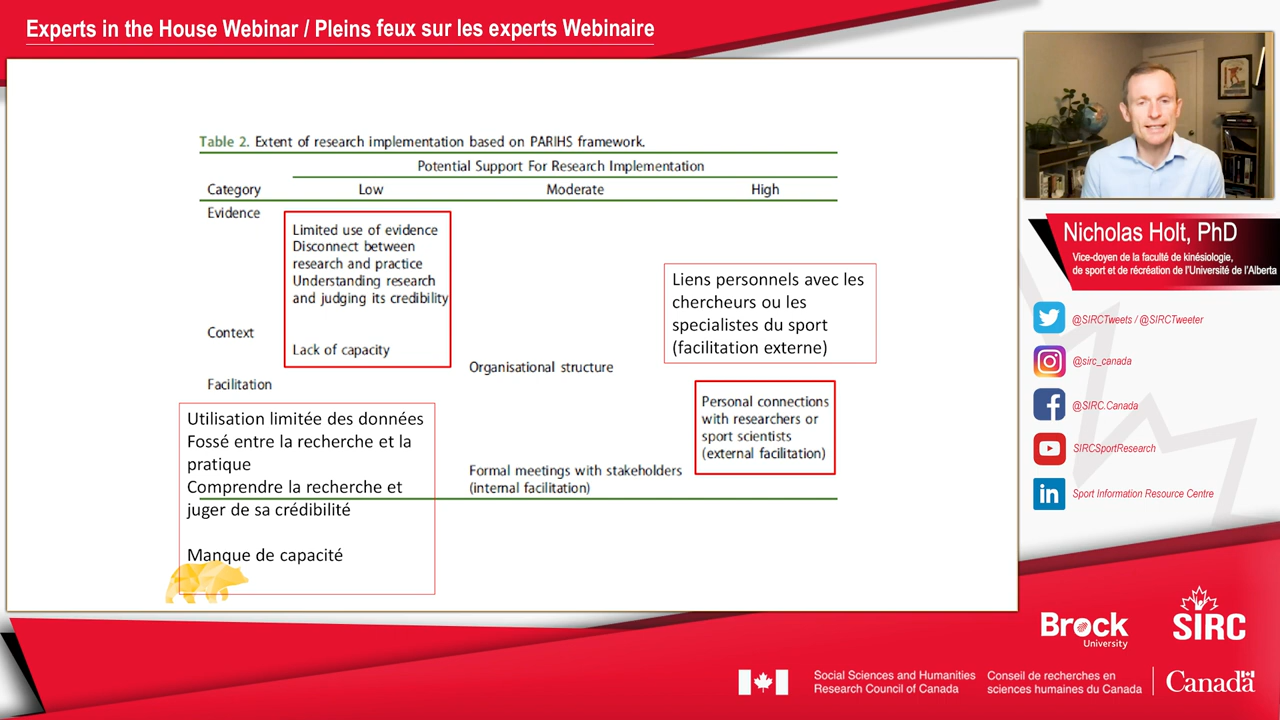 Experts in the House Webinar / Pleins feux sur les experts Webinaire
Table 2. Extent of research implementation based on PARIHS framework.
Potential Support For Research Implementation
Category Low Moderate High
Evidence
Limited use of evidence
Disconnect between
research and practice
Understanding research
and judging its credibility
Context
Lack of capacity
Organisational structure
Facilitation
Liens personnels avec les
chercheurs ou les
specialistes du sport
(facilitation externe)
Personal connections
with researchers or
sport scientists
(external facilitation)
Formal meetings with stakeholders
(internal facilitation)
Utilisation limitée des données
Fossé entre la recherche et la
pratique
Comprendre la recherche et
juger de sa crédibilité
Manque de capacité
Nicholas Holt, PhD
Vice-doyen de la faculté de kinésiologie,
de sport et de récréation de l'Université de l'Alberta
@SIRCTweets / @SIRCTweeter
@sirc_canada
@SIRC.Canada
SIRCSportResearch
in
Sport Information Resource Centre
Brock
University
SIRC
Social Sciences and Humanities
Research Council of Canada
Conseil de recherches en
sciences humaines du Canada
Canada